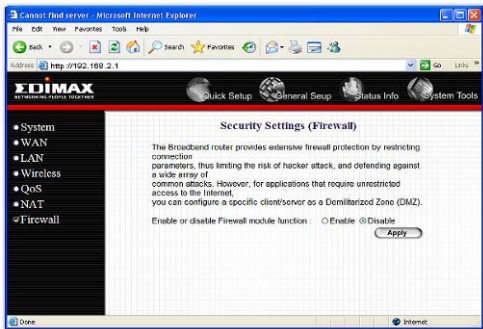 Cannot find server - Microsoft Internet Explorer
File Edit View Favorites Tools Help
Back Search Favorites
Address http://192.168.2.1 Go Links »
EDIMAX
NETWORKING PEOPLE TOGETHER
Quick Setup General Seup Status Info System Tools
System
WAN
LAN
Wireless
QoS
NAT
Firewall
Security Settings (Firewall)
The Broadband router provides extensive firewall protection by restricting
connection
parameters, thus limiting the risk of hacker attack, and defending against
a wide array of
common attacks. However, for applications that require unrestricted
access to the Internet,
you can configure a specific client/server as a Demilitarized Zone (DMZ).
Enable or disable Firewall module function : Enable Disable
Apply
Done Internet